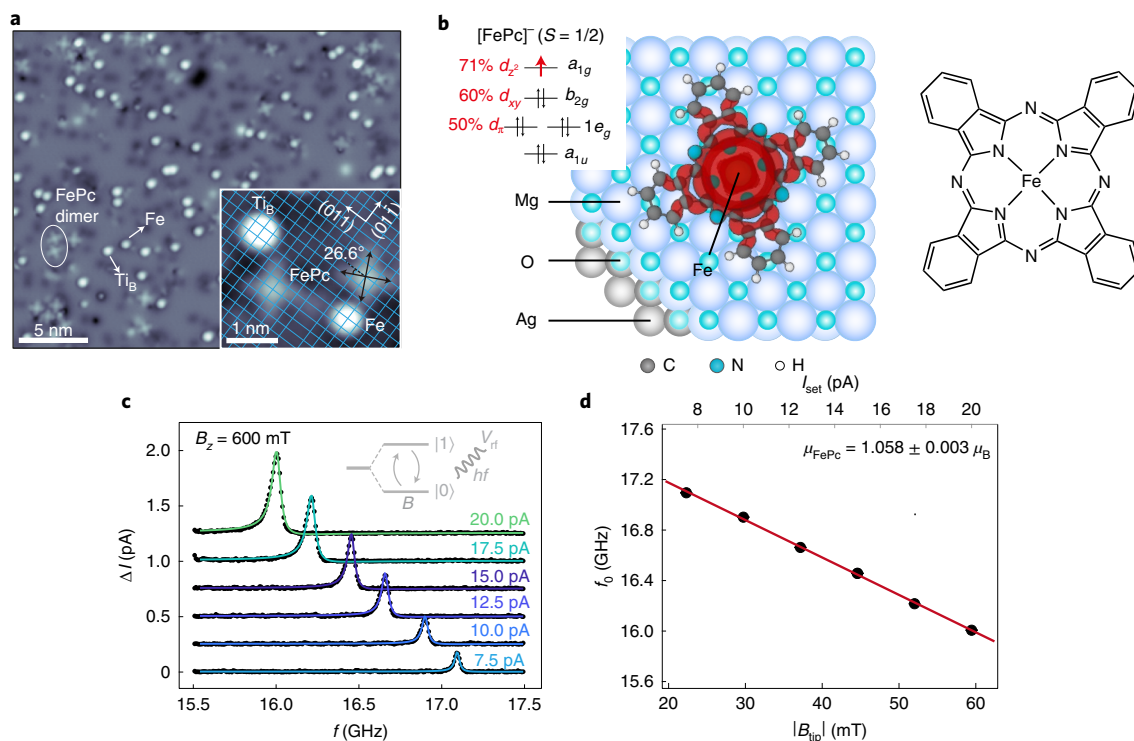 a
FePc
dimer
Fe
Ti_B
5 nm
Ti_B
(01̄1)
(011)
26.6°
FePc
Fe
1 nm
b
[FePc]⁻ (S = 1/2)
71% d_z² a_1g
60% d_xy b_2g
50% d_π 1e_g
a_1u
Mg
O
Ag
Fe
C N H
N N N
N Fe N
N N N
c
B_z = 600 mT
|1⟩
V_rf
hf
|0⟩
B
20.0 pA
17.5 pA
15.0 pA
12.5 pA
10.0 pA
7.5 pA
2.0
1.5
1.0
0.5
0
Δ I (pA)
15.5 16.0 16.5 17.0 17.5
f (GHz)
d
I_set (pA)
8 10 12 14 16 18 20
μ_FePc = 1.058 ± 0.003 μ_B
17.6
17.2
16.8
16.4
16.0
15.6
f_0 (GHz)
20 30 40 50 60
|B_tip| (mT)